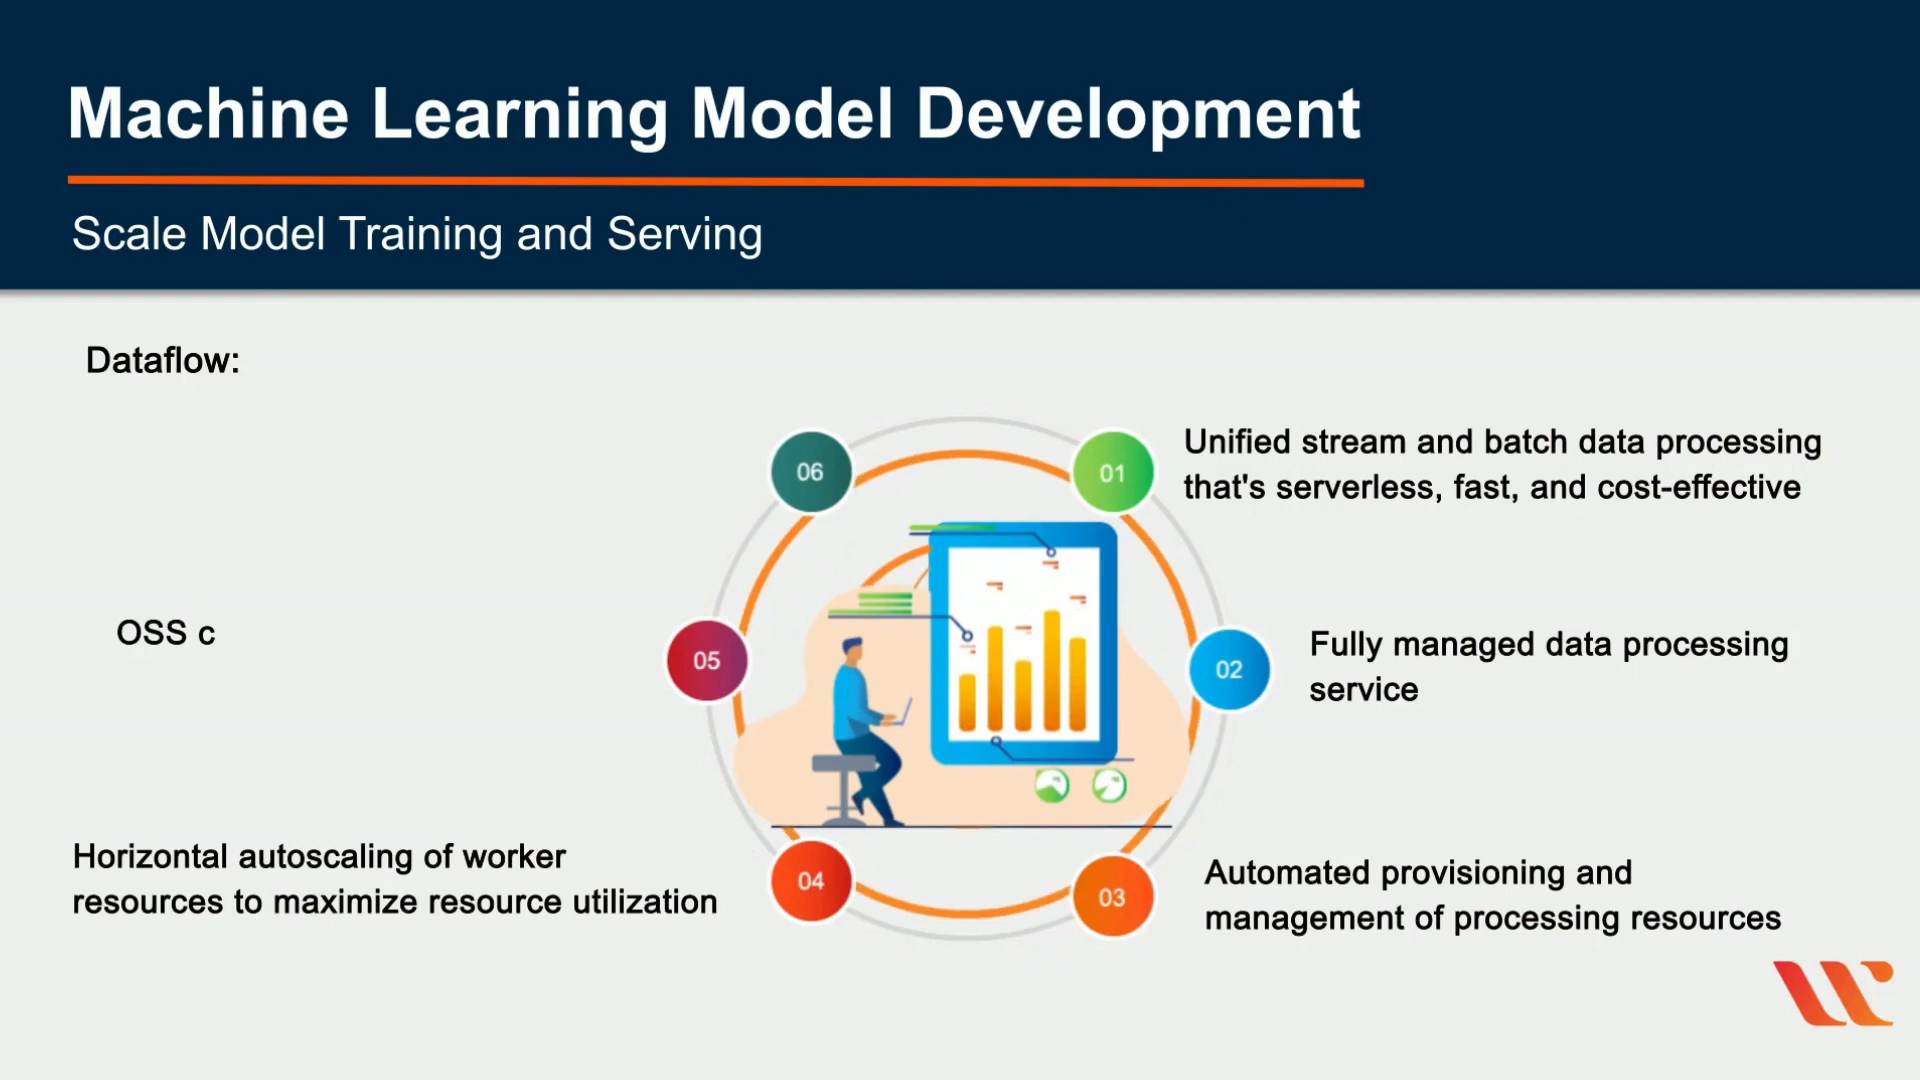 Machine Learning Model Development
Scale Model Training and Serving
Dataflow:
06
01
Unified stream and batch data processing
that's serverless, fast, and cost-effective
OSS c
05
02
Fully managed data processing
service
Horizontal autoscaling of worker
resources to maximize resource utilization
04
03
Automated provisioning and
management of processing resources